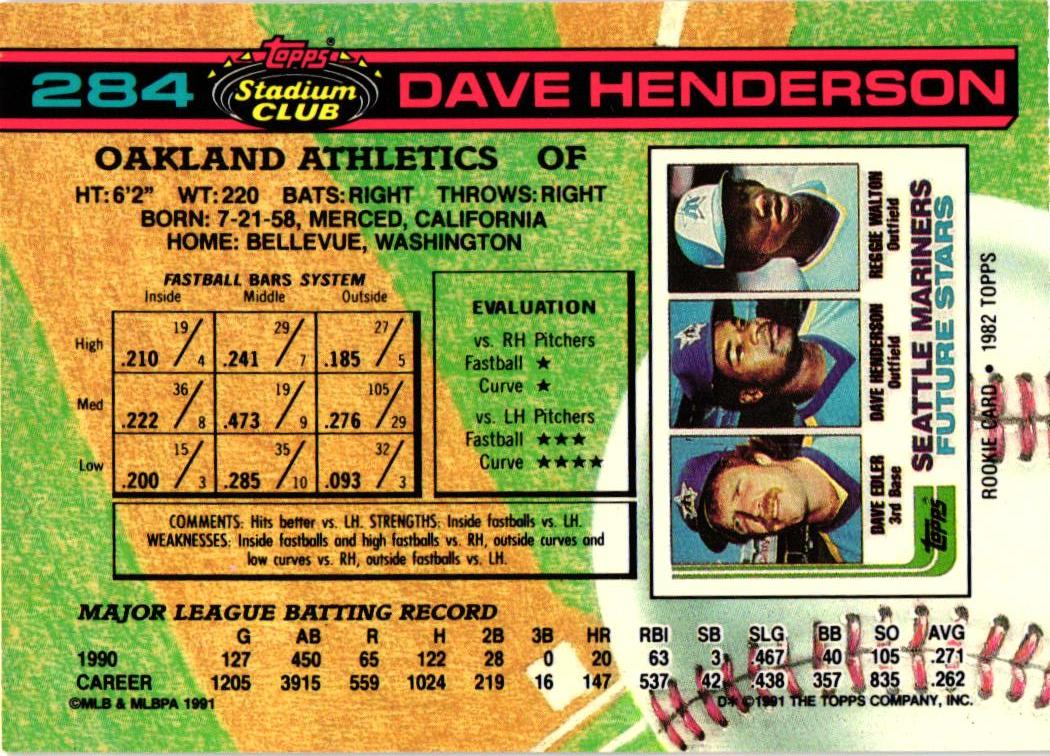 284 Topps® Stadium CLUB DAVE HENDERSON
OAKLAND ATHLETICS OF
HT: 6'2" WT: 220 BATS: RIGHT THROWS: RIGHT
BORN: 7-21-58, MERCED, CALIFORNIA
HOME: BELLEVUE, WASHINGTON
FASTBALL BARS SYSTEM
Inside Middle Outside
High 19/4 .210 29/7 .241 27/5 .185
Med 36/8 .222 19/9 .473 105/29 .276
Low 15/3 .200 35/10 .285 32/3 .093
EVALUATION
vs. RH Pitchers
Fastball ★
Curve ★
vs. LH Pitchers
Fastball ★★★
Curve ★★★★
COMMENTS: Hits better vs. LH. STRENGTHS: Inside fastballs vs. LH.
WEAKNESSES: Inside fastballs and high fastballs vs. RH, outside curves and
low curves vs. RH, outside fastballs vs. LH.
DAVE EDLER
3rd Base
DAVE HENDERSON
Outfield
REGGIE WALTON
Outfield
Topps
SEATTLE MARINERS
FUTURE STARS
ROOKIE CARD • 1982 TOPPS
MAJOR LEAGUE BATTING RECORD
G AB R H 2B 3B HR RBI SB SLG BB SO AVG
1990 127 450 65 122 28 0 20 63 3 .467 40 105 .271
CAREER 1205 3915 559 1024 219 16 147 537 42 .438 357 835 .262
©MLB & MLBPA 1991 D* ©1991 THE TOPPS COMPANY, INC.